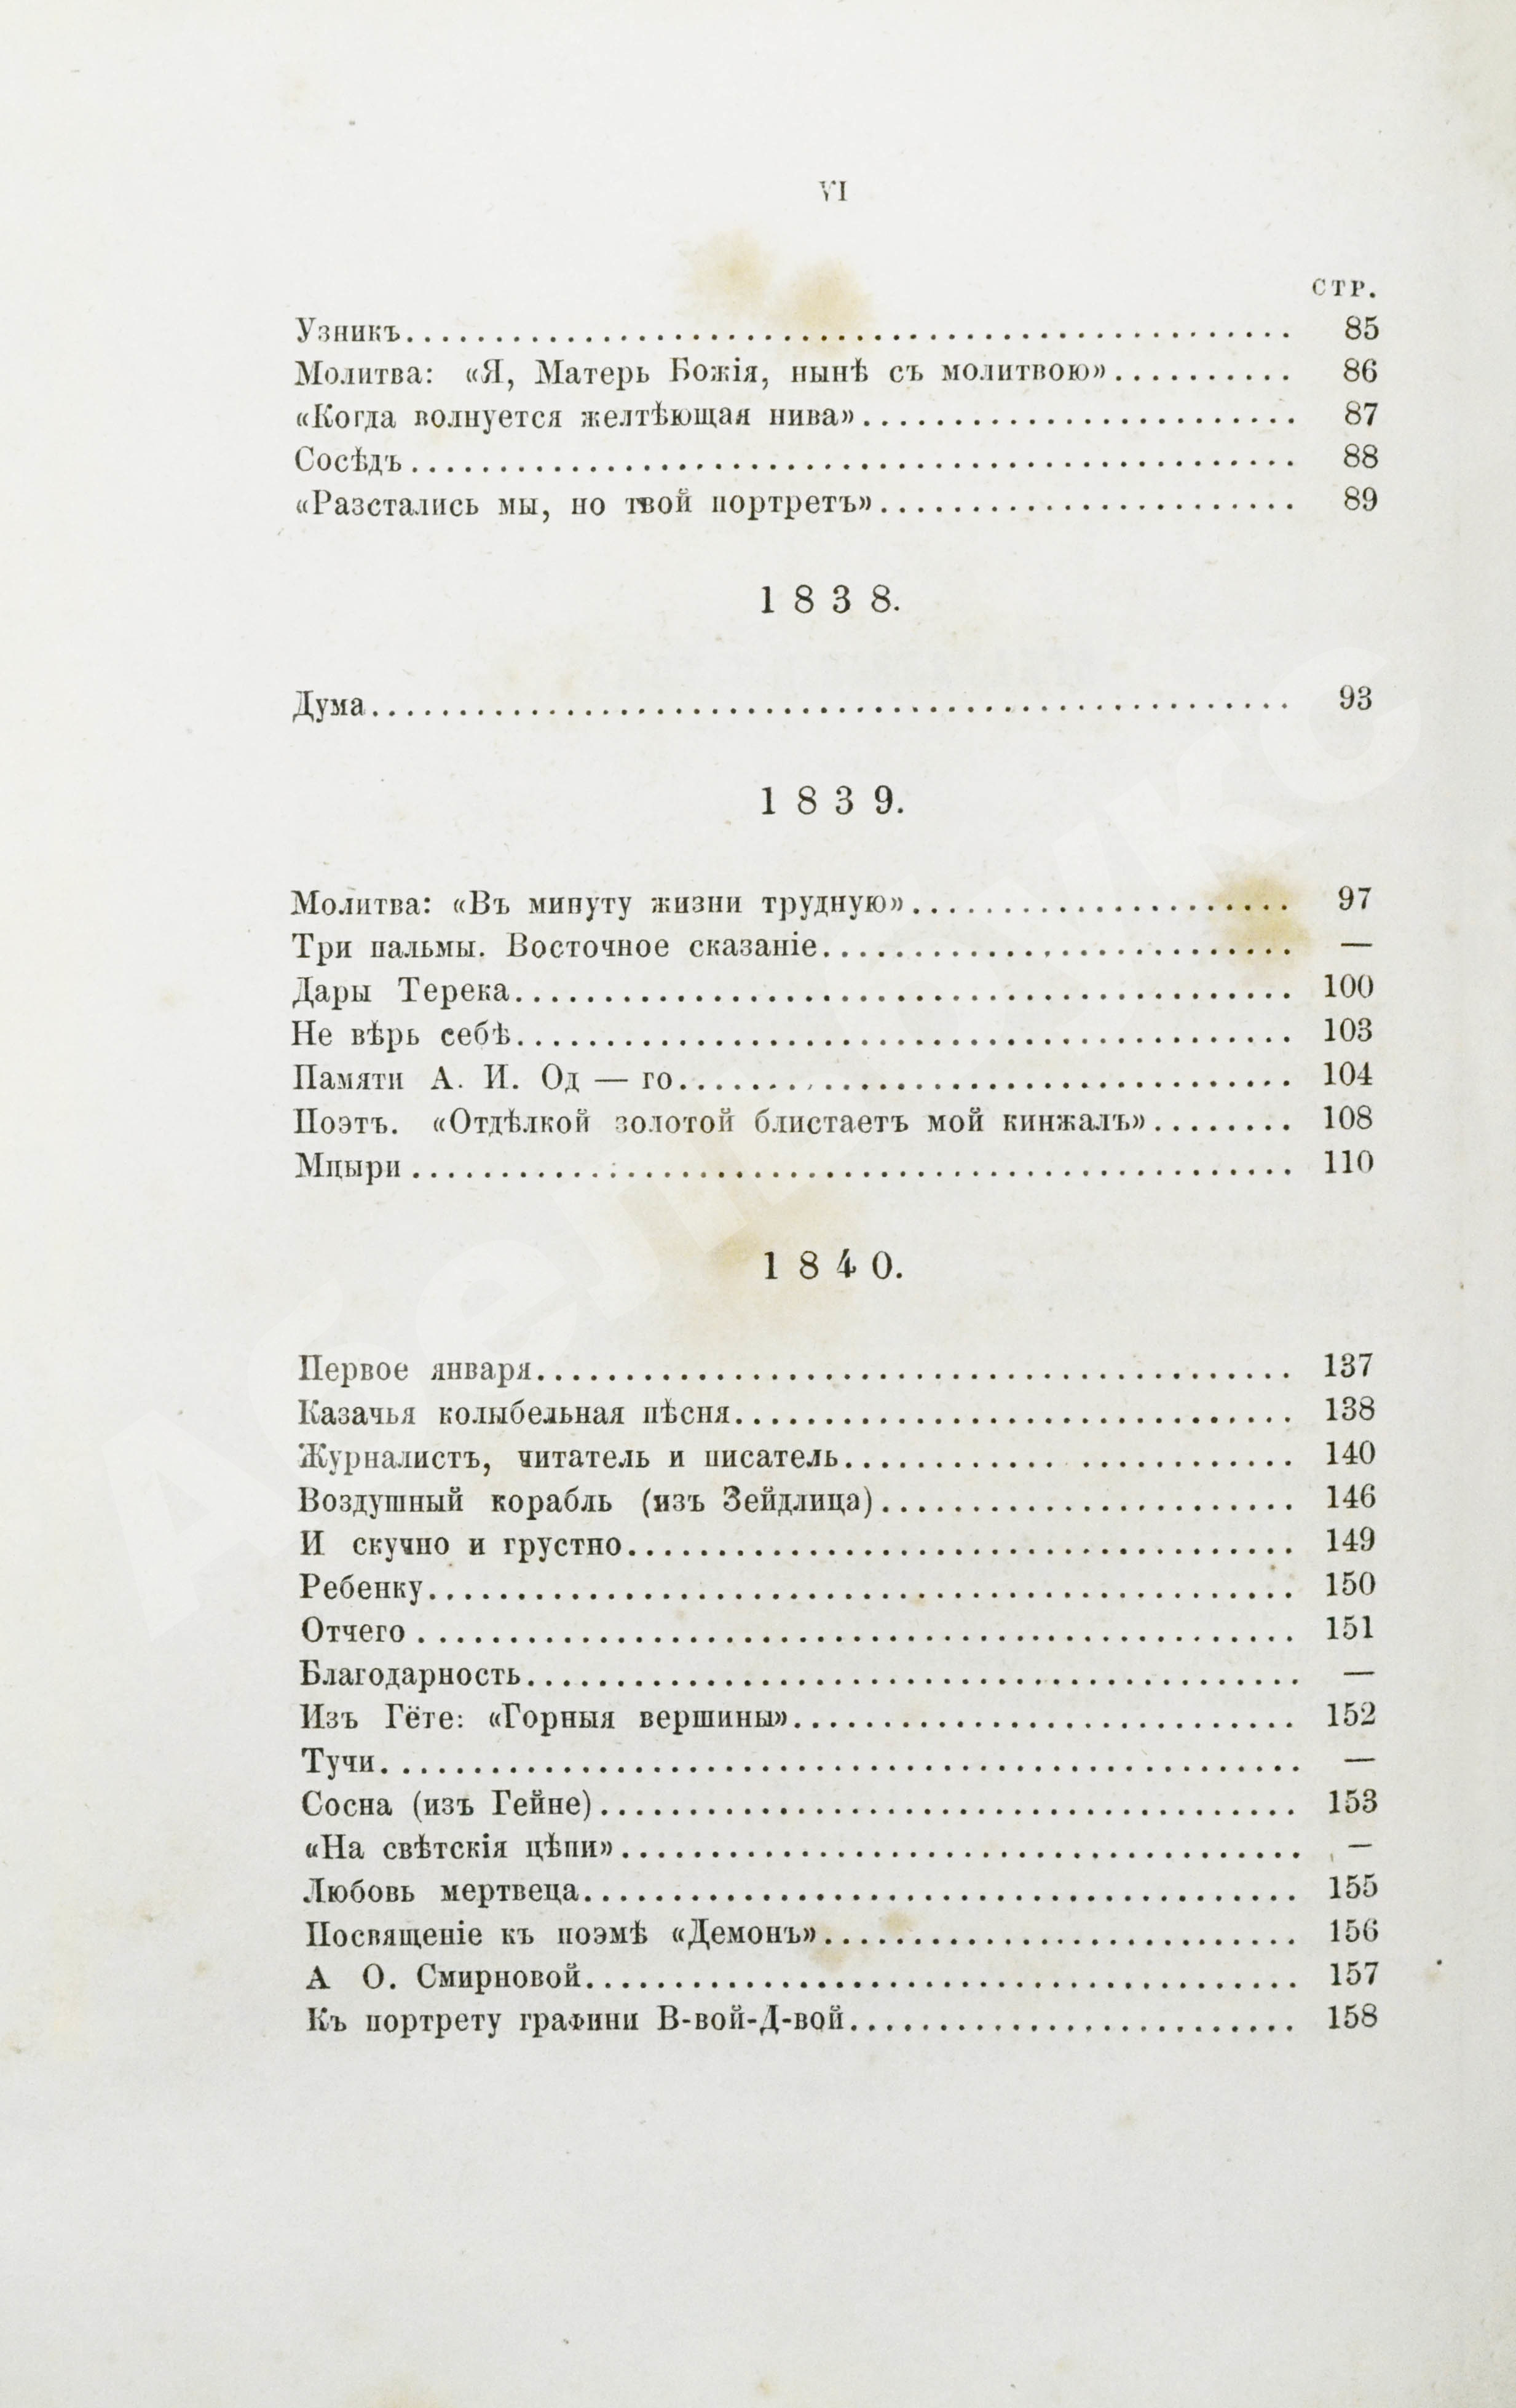 VI
СТР.
Узникъ.................................................. 85
Молитва: «Я, Матерь Божія, нынѣ съ молитвою».......... 86
«Когда волнуется желтѣющая нива»........................ 87
Сосѣдъ.................................................. 88
«Разстались мы, но твой портретъ»....................... 89
1838.
Дума.................................................... 93
1839.
Молитва: «Въ минуту жизни трудную»..................... 97
Три пальмы. Восточное сказаніе.......................... —
Дары Терека............................................ 100
Не вѣрь себѣ............................................ 103
Памяти А. И. Од — го................................... 104
Поэтъ. «Отдѣлкой золотой блистаетъ мой кинжалъ»........ 108
Мцыри.................................................. 110
1840.
Первое января........................................... 137
Казачья колыбельная пѣсня............................... 138
Журналистъ, читатель и писатель......................... 140
Воздушный корабль (изъ Зейдлица)....................... 146
И скучно и грустно...................................... 149
Ребенку................................................. 150
Отчего.................................................. 151
Благодарность........................................... —
Изъ Гёте: «Горныя вершины»............................. 152
Тучи.................................................... —
Сосна (изъ Гейне)....................................... 153
«На свѣтскія цѣпи»...................................... —
Любовь мертвеца......................................... 155
Посвященіе къ поэмѣ «Демонъ»........................... 156
А О. Смирновой......................................... 157
Къ портрету графини В-вой-Д-вой......................... 158